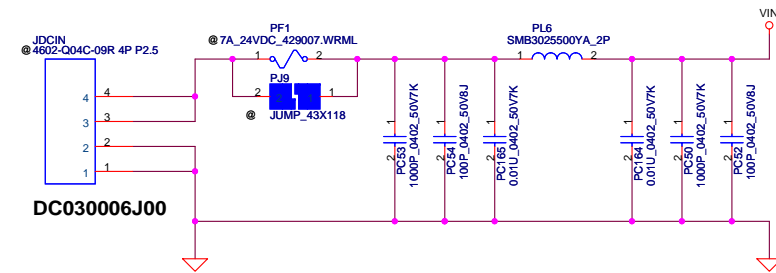 VIN
JDCIN
@ 4602-Q04C-09R 4P P2.5
PF1
@ 7A_24VDC_429007.WRML
1 2
PL6
SMB3025500YA_2P
1 2
PJ9
2 1
@ JUMP_43X118
4 4
3 3
2 2
1 1
DC030006J00
1 2
PC53
1000P_0402_50V7K
1 2
PC54
100P_0402_50V8J
1 2
PC165
0.01U_0402_50V7K
1 2
PC164
0.01U_0402_50V7K
1 2
PC50
1000P_0402_50V7K
1 2
PC52
100P_0402_50V8J